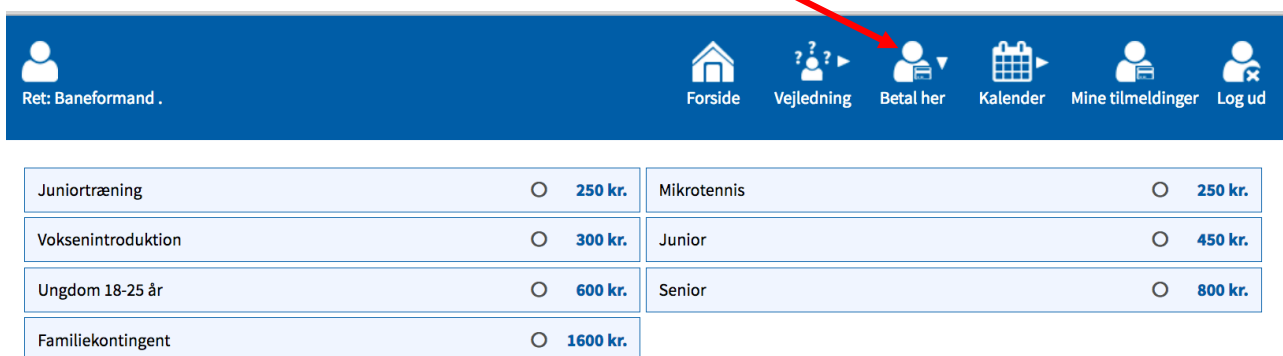 Ret: Baneformand .
Forside
Vejledning
Betal her
Kalender
Mine tilmeldinger
Log ud
Juniortræning 250 kr.
Mikrotennis 250 kr.
Voksenintroduktion 300 kr.
Junior 450 kr.
Ungdom 18-25 år 600 kr.
Senior 800 kr.
Familiekontingent 1600 kr.